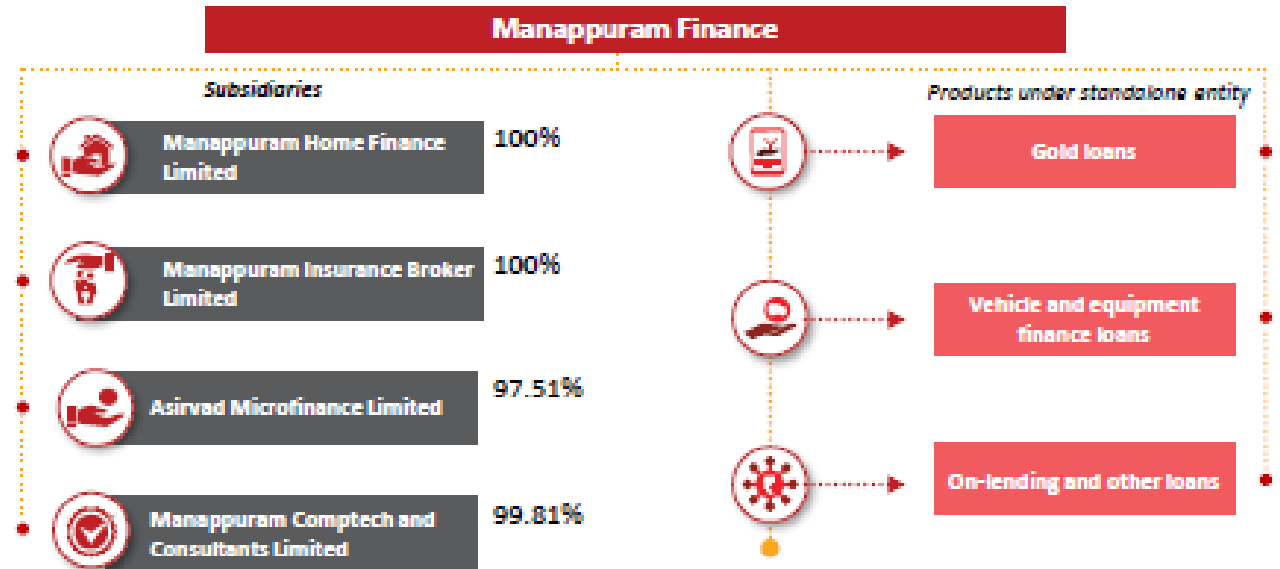 Manappuram Finance
Subsidiaries
Manappuram Home Finance
Limited
100%
Manappuram Insurance Broker
Limited
100%
Asirvad Microfinance Limited
97.51%
Manappuram Comptech and
Consultants Limited
99.81%
Products under standalone entity
Gold loans
Vehicle and equipment
finance loans
On-lending and other loans